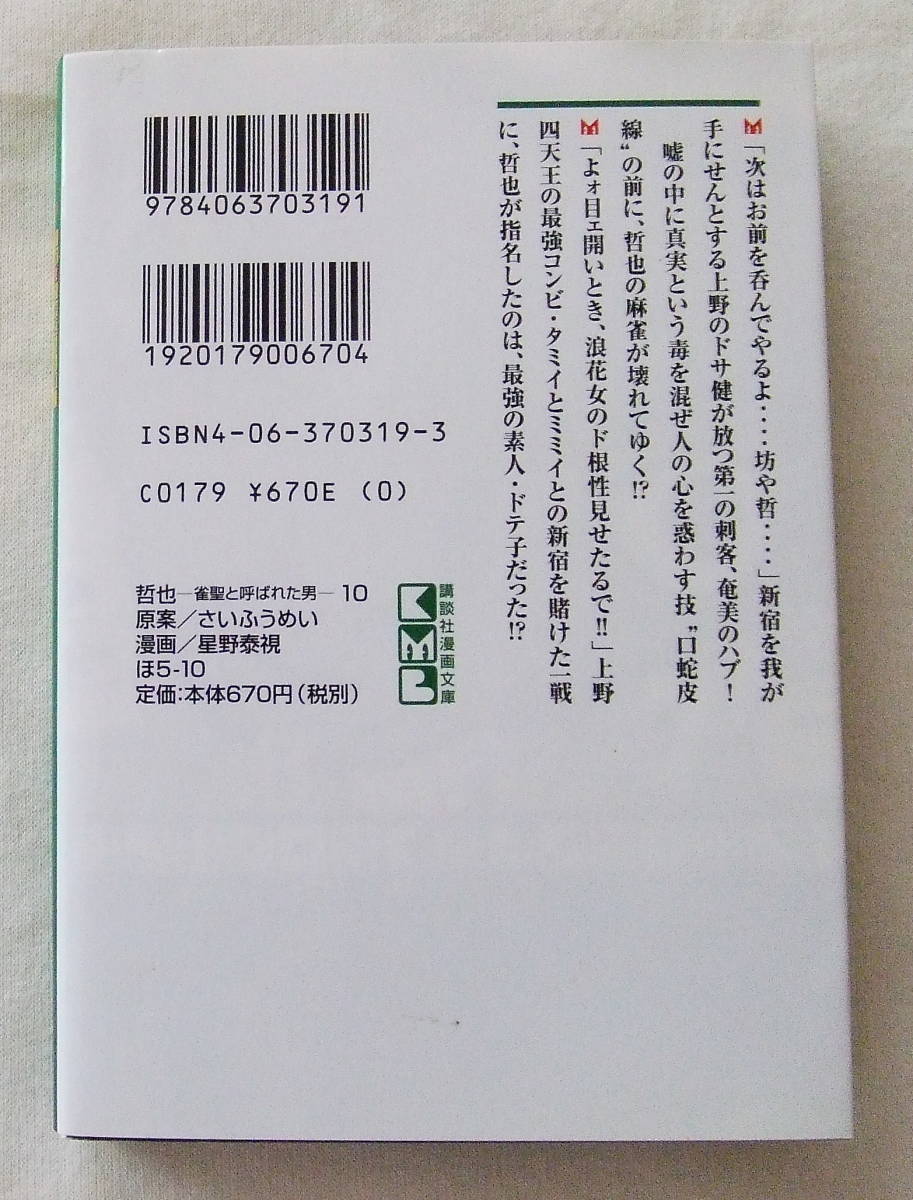 「次はお前を呑んでやるよ‥‥坊や哲‥‥」新宿を我が
手にせんとする上野のドサ健が放つ第一の刺客、奄美のハブ!
嘘の中に真実という毒を混ぜ人の心を惑わす技〝口蛇皮
線〟の前に、哲也の麻雀が壊れてゆく!?
「よォ目ェ開いとき、浪花女のド根性見せたるで!!」上野
四天王の最強コンビ・タミイとミミイとの新宿を賭けた一戦
に、哲也が指名したのは、最強の素人・ドテ子だった!?
9784063703191
1920179006704
ISBN4-06-370319-3
C0179 ¥670E (0)
哲也―雀聖と呼ばれた男― 10
原案/さいふうめい
漫画/星野泰視
ほ5-10
定価:本体670円(税別)
講談社漫画文庫